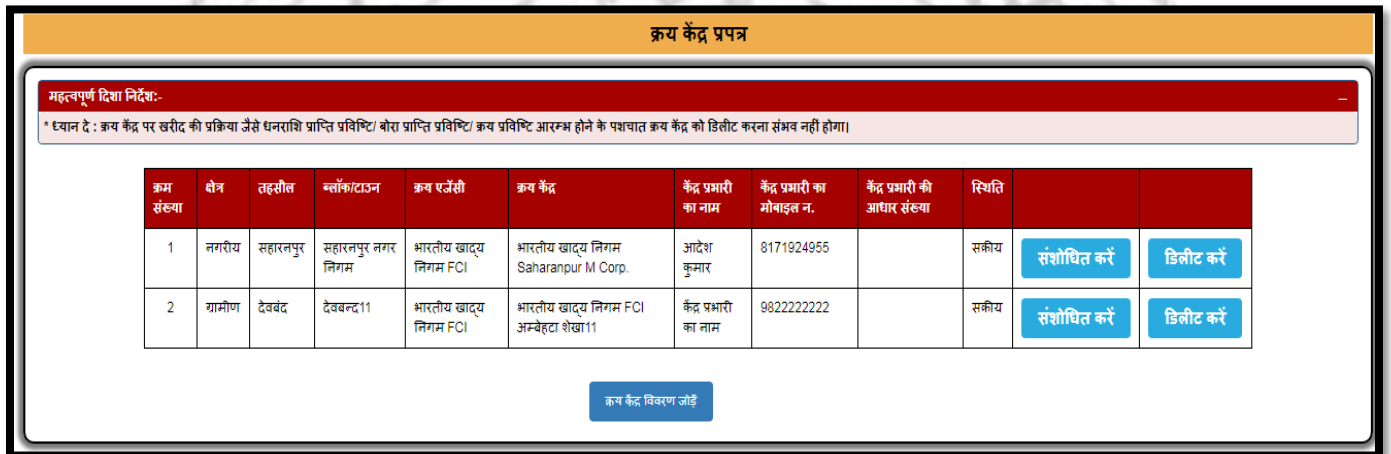 क्रय केंद्र प्रपत्र
महत्वपूर्ण दिशा निर्देश:-
* ध्यान दे : क्रय केंद्र पर खरीद की प्रक्रिया जैसे धनराशि प्राप्ति प्रविष्टि/ बोरा प्राप्ति प्रविष्टि/ क्रय प्रविष्टि आरम्भ होने के पशचात क्रय केंद्र को डिलीट करना संभव नहीं होगा।
क्रम संख्या क्षेत्र तहसील ब्लॉक/टाउन क्रय एजेंसी क्रय केंद्र केंद्र प्रभारी का नाम केंद्र प्रभारी का मोबाइल न. केंद्र प्रभारी की आधार संख्या स्थिति
1 नगरीय सहारनपुर सहारनपुर नगर निगम भारतीय खाद्य निगम FCI भारतीय खाद्य निगम Saharanpur M Corp. आदेश कुमार 8171924955 सक्रीय संशोधित करें डिलीट करें
2 ग्रामीण देवबंद देवबन्द11 भारतीय खाद्य निगम FCI भारतीय खाद्य निगम FCI अम्बेहटा शेखा11 केंद्र प्रभारी का नाम 9822222222 सक्रीय संशोधित करें डिलीट करें
क्रय केंद्र विवरण जोड़ें